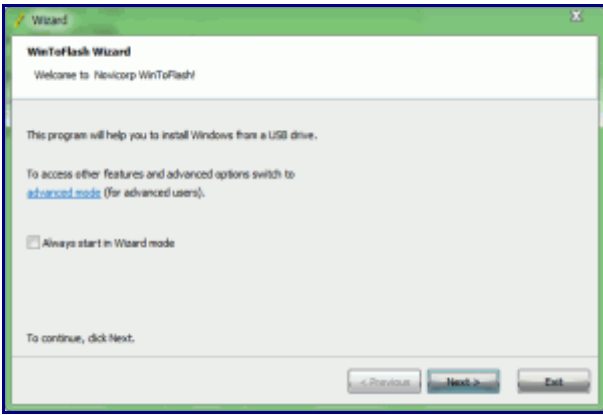 Wizard
WinToFlash Wizard
Welcome to Novicorp WinToFlash!
This program will help you to install Windows from a USB drive.
To access other features and advanced options switch to
advanced mode (for advanced users).
Always start in Wizard mode
To continue, click Next.
< Previous Next > Exit